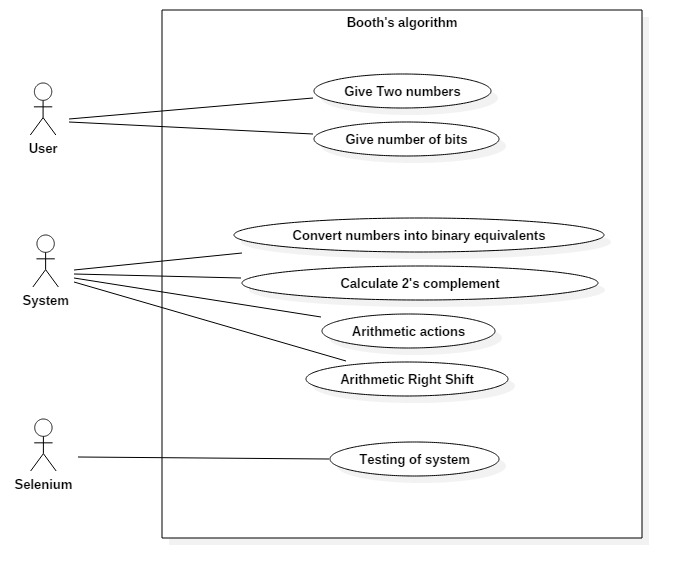 Booth's algorithm
Give Two numbers
Give number of bits
User
Convert numbers into binary equivalents
Calculate 2's complement
System
Arithmetic actions
Arithmetic Right Shift
Testing of system
Selenium